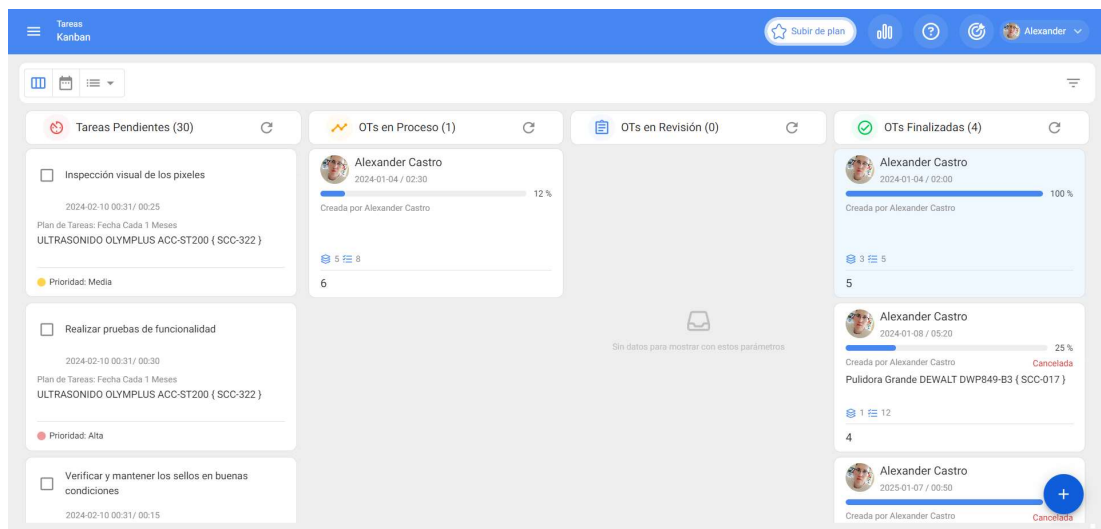 Tareas
Kanban
Subir de plan
Alexander
Tareas Pendientes (30)
Inspección visual de los pixeles
2024-02-10 00:31/ 00:25
Plan de Tareas: Fecha Cada 1 Meses
ULTRASONIDO OLYMPLUS ACC-ST200 { SCC-322 }
Prioridad: Media
Realizar pruebas de funcionalidad
2024-02-10 00:31/ 00:30
Plan de Tareas: Fecha Cada 1 Meses
ULTRASONIDO OLYMPLUS ACC-ST200 { SCC-322 }
Prioridad: Alta
Verificar y mantener los sellos en buenas
condiciones
2024-02-10 00:31/ 00:15
OTs en Proceso (1)
Alexander Castro
2024-01-04 / 02:30
12 %
Creada por Alexander Castro
5 8
6
OTs en Revisión (0)
Sin datos para mostrar con estos parámetros
OTs Finalizadas (4)
Alexander Castro
2024-01-04 / 02:00
100 %
Creada por Alexander Castro
3 5
5
Alexander Castro
2024-01-08 / 05:20
25 %
Creada por Alexander Castro Cancelada
Pulidora Grande DEWALT DWP849-B3 { SCC-017 }
1 12
4
Alexander Castro
2025-01-07 / 00:50
Creada por Alexander Castro Cancelada